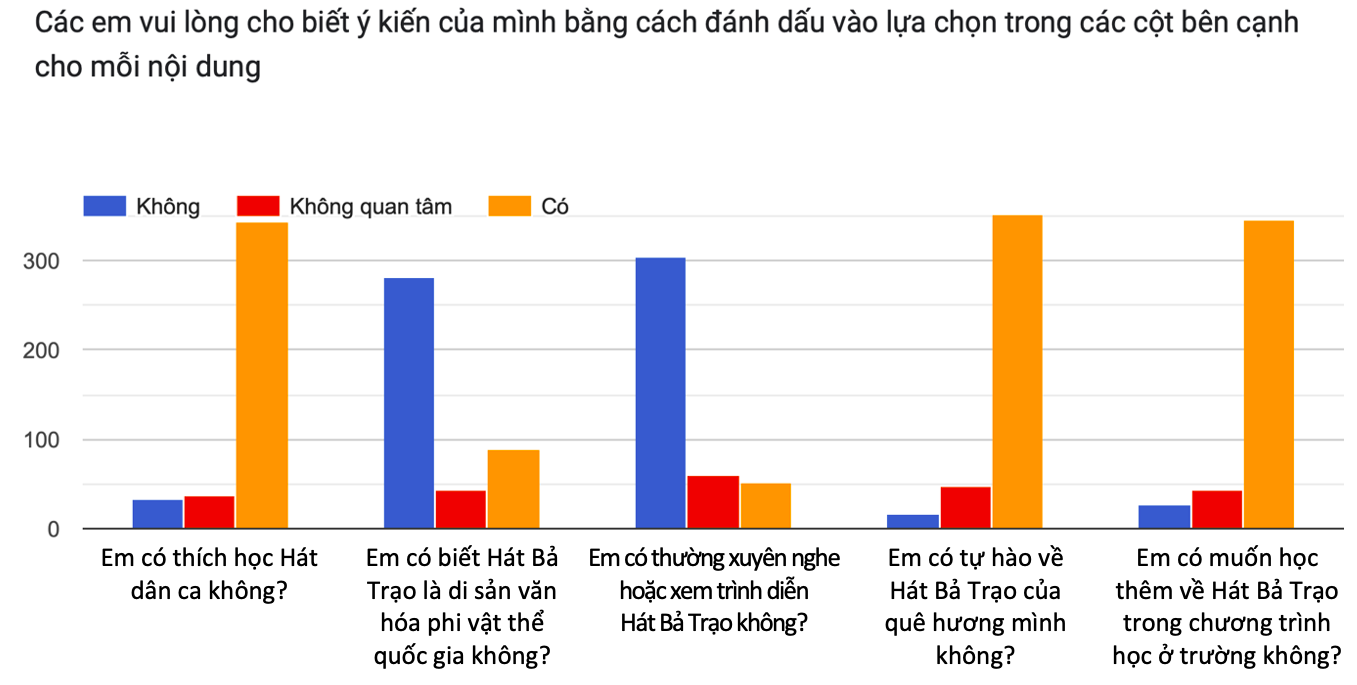 Các em vui lòng cho biết ý kiến của mình bằng cách đánh dấu vào lựa chọn trong các cột bên cạnh
cho mỗi nội dung
Không Không quan tâm Có
300
200
100
0
Em có thích học Hát
dân ca không?
Em có biết Hát Bả
Trạo là di sản văn
hóa phi vật thể
quốc gia không?
Em có thường xuyên nghe
hoặc xem trình diễn
Hát Bả Trạo không?
Em có tự hào về
Hát Bả Trạo của
quê hương mình
không?
Em có muốn học
thêm về Hát Bả Trạo
trong chương trình
học ở trường không?